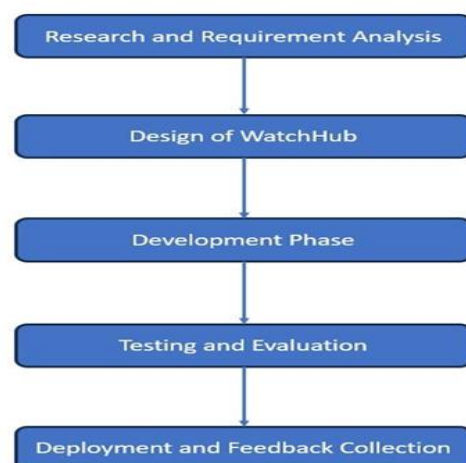 Research and Requirement Analysis
Design of WatchHub
Development Phase
Testing and Evaluation
Deployment and Feedback Collection